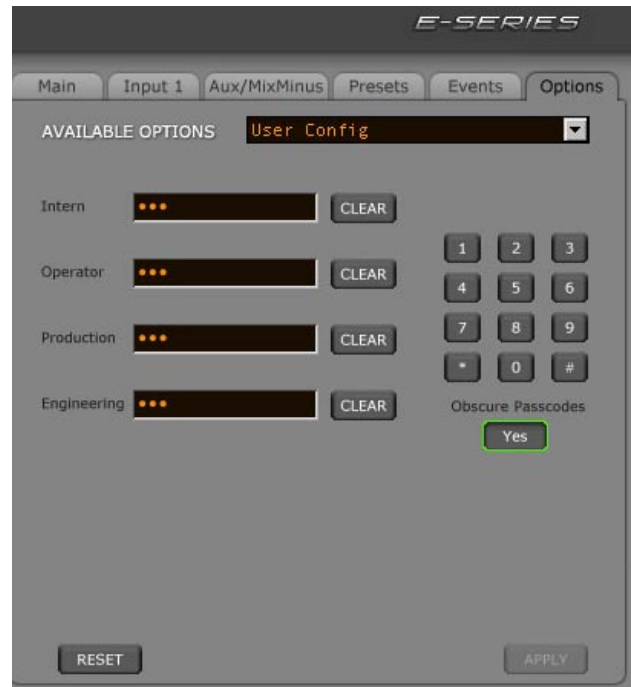 E-SERIES
Main Input 1 Aux/MixMinus Presets Events Options
AVAILABLE OPTIONS User Config
Intern ••• CLEAR
1 2 3
Operator ••• CLEAR
4 5 6
Production ••• CLEAR
7 8 9
* 0 #
Engineering ••• CLEAR
Obscure Passcodes
Yes
RESET APPLY